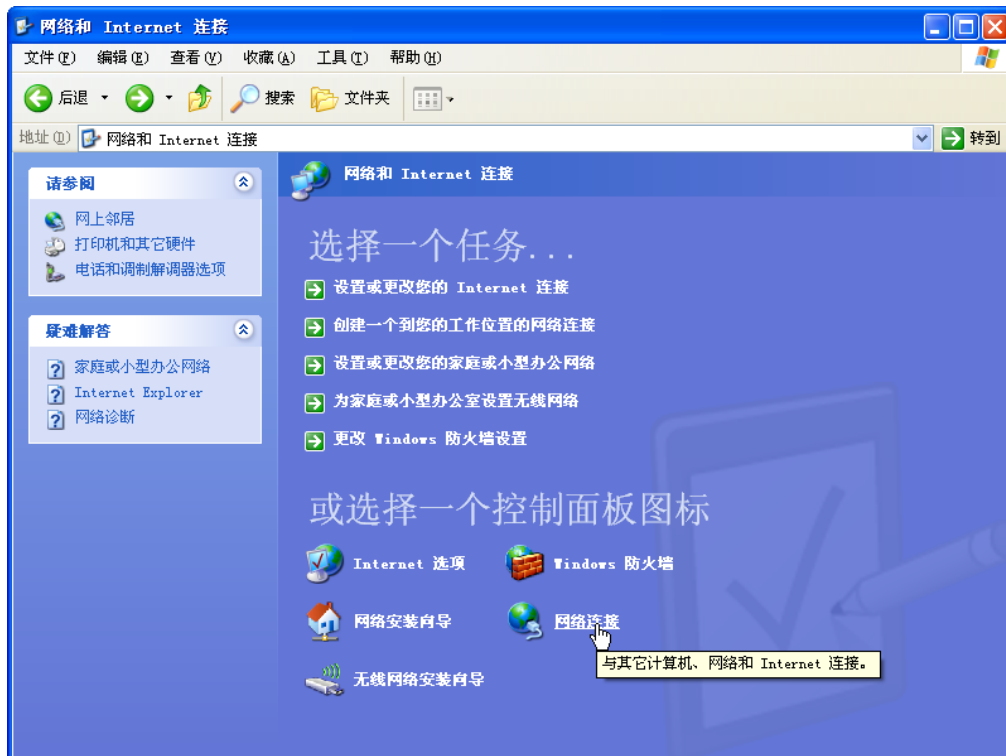 网络和 Internet 连接
文件(F) 编辑(E) 查看(V) 收藏(A) 工具(T) 帮助(H)
后退 搜索 文件夹
地址(D) 网络和 Internet 连接 转到
请参阅
网上邻居
打印机和其它硬件
电话和调制解调器选项
疑难解答
家庭或小型办公网络
Internet Explorer
网络诊断
网络和 Internet 连接
选择一个任务...
设置或更改您的 Internet 连接
创建一个到您的工作位置的网络连接
设置或更改您的家庭或小型办公网络
为家庭或小型办公室设置无线网络
更改 Windows 防火墙设置
或选择一个控制面板图标
Internet 选项 Windows 防火墙
网络安装向导 网络连接
与其它计算机、网络和 Internet 连接。
无线网络安装向导